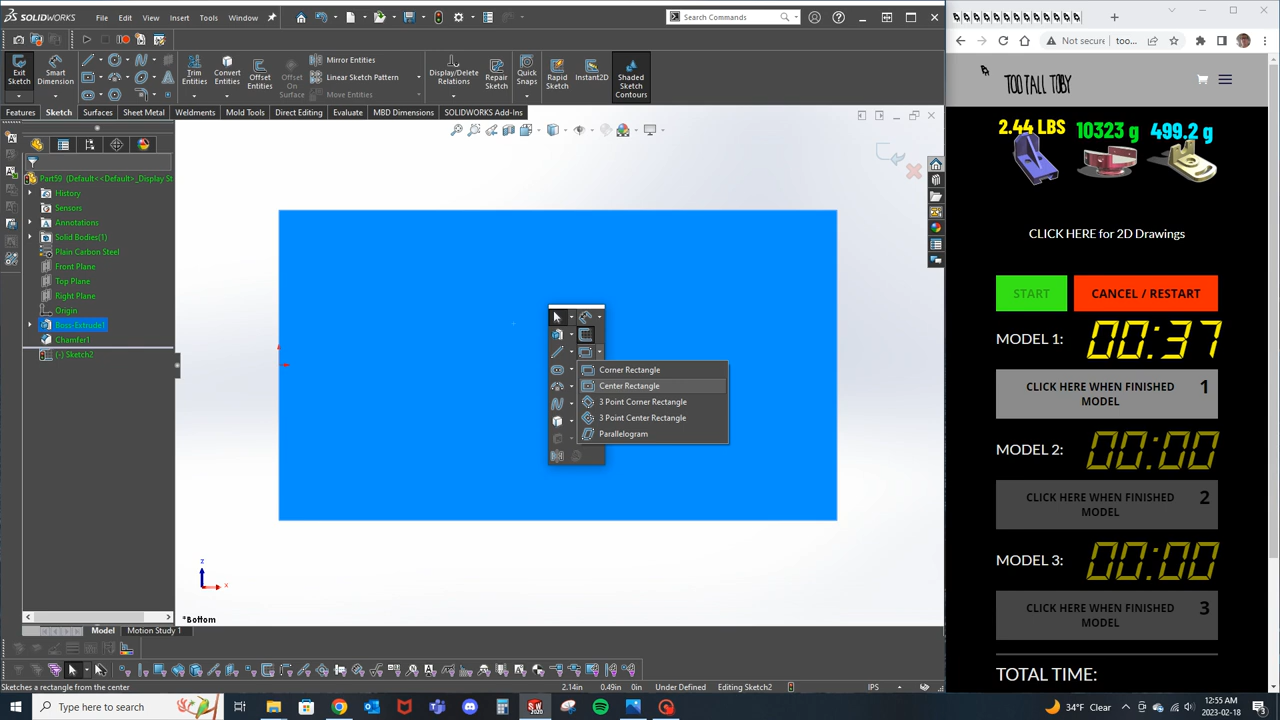 SOLIDWORKS
File
Edit
View
Insert
Tools
Window
Search Commands
Exit Sketch
Smart Dimension
Trim Entities
Convert Entities
Offset Entities
Offset On Surface
Mirror Entities
Linear Sketch Pattern
Move Entities
Display/Delete Relations
Repair Sketch
Quick Snaps
Rapid Sketch
Instant2D
Shaded Sketch Contours
Features
Sketch
Surfaces
Sheet Metal
Weldments
Mold Tools
Direct Editing
Evaluate
MBD Dimensions
SOLIDWORKS Add-Ins
Part59 (Default<<Default>_Display St
History
Sensors
Annotations
Solid Bodies(1)
Plain Carbon Steel
Front Plane
Top Plane
Right Plane
Origin
Boss-Extrude1
Chamfer1
(-) Sketch2
Corner Rectangle
Center Rectangle
3 Point Corner Rectangle
3 Point Center Rectangle
Parallelogram
z
x
*Bottom
Model
Motion Study 1
Sketches a rectangle from the center
2.14in
0.49in
0in
Under Defined
Editing Sketch2
IPS
Not secure
too...
TOO TALL TOBY
2.44 LBS
10323 g
499.2 g
CLICK HERE for 2D Drawings
START
CANCEL / RESTART
MODEL 1:
00:37
CLICK HERE WHEN FINISHED MODEL
1
MODEL 2:
00:00
CLICK HERE WHEN FINISHED MODEL
2
MODEL 3:
00:00
CLICK HERE WHEN FINISHED MODEL
3
TOTAL TIME:
Type here to search
34°F Clear
12:55 AM
2023-02-18